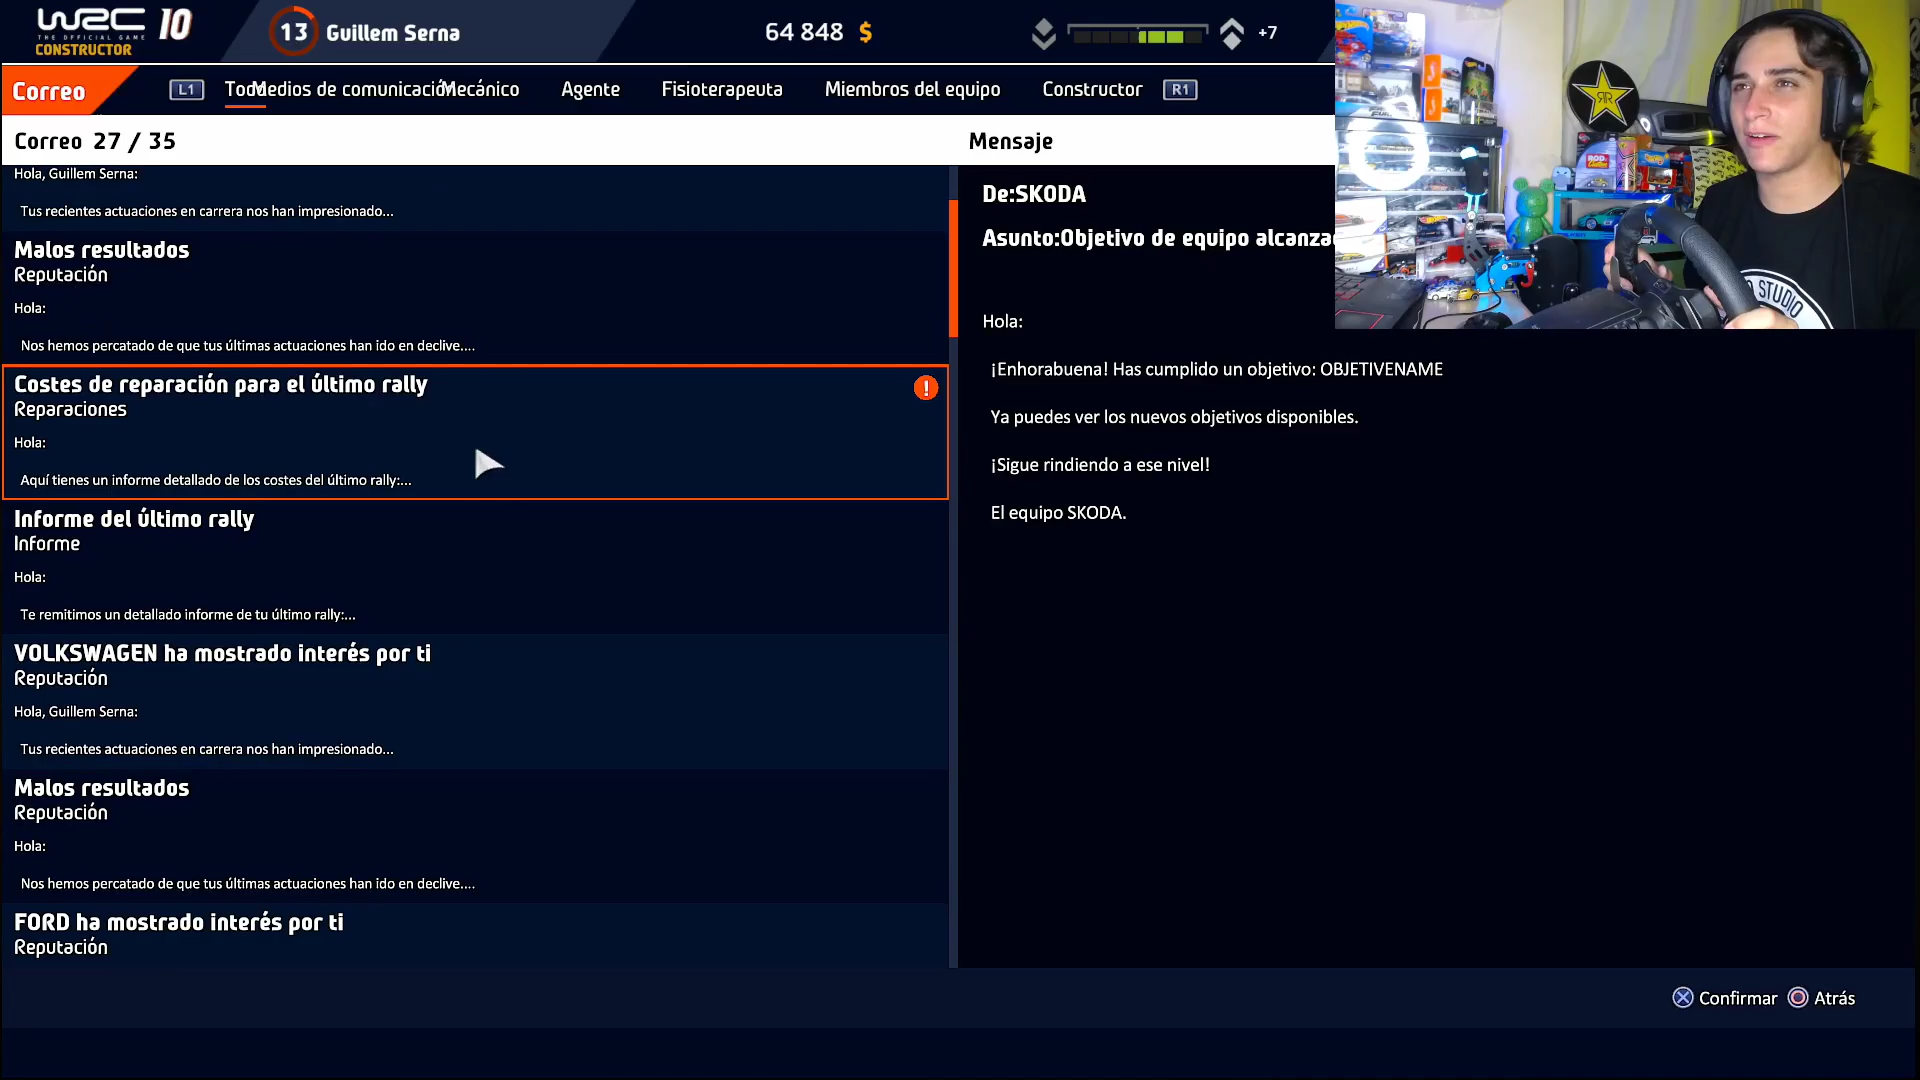 WRC 10
THE OFFICIAL GAME
CONSTRUCTOR
13 Guillem Serna
64 848 $
+7
Correo
L1 Todo Medios de comunicación Mecánico Agente Fisioterapeuta Miembros del equipo Constructor R1
Correo 27 / 35
Mensaje
Hola, Guillem Serna:
Tus recientes actuaciones en carrera nos han impresionado...
Malos resultados
Reputación
Hola:
Nos hemos percatado de que tus últimas actuaciones han ido en declive....
Costes de reparación para el último rally
!
Reparaciones
Hola:
Aquí tienes un informe detallado de los costes del último rally:...
Informe del último rally
Informe
Hola:
Te remitimos un detallado informe de tu último rally:...
VOLKSWAGEN ha mostrado interés por ti
Reputación
Hola, Guillem Serna:
Tus recientes actuaciones en carrera nos han impresionado...
Malos resultados
Reputación
Hola:
Nos hemos percatado de que tus últimas actuaciones han ido en declive....
FORD ha mostrado interés por ti
Reputación
De:SKODA
Asunto:Objetivo de equipo alcanza
Hola:
¡Enhorabuena! Has cumplido un objetivo: OBJETIVENAME
Ya puedes ver los nuevos objetivos disponibles.
¡Sigue rindiendo a ese nivel!
El equipo SKODA.
Confirmar Atrás
STUDIO